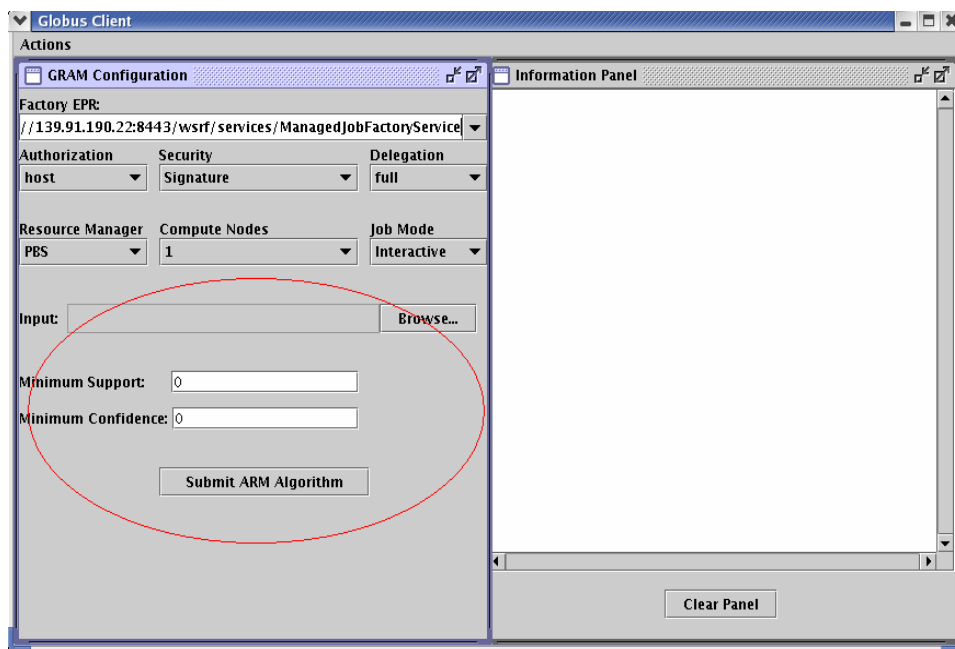 Globus Client
Actions
GRAM Configuration
Factory EPR:
//139.91.190.22:8443/wsrf/services/ManagedJobFactoryService
Authorization Security Delegation
host Signature full
Resource Manager Compute Nodes Job Mode
PBS 1 Interactive
Input: Browse...
Minimum Support: 0
Minimum Confidence: 0
Submit ARM Algorithm
Information Panel
Clear Panel